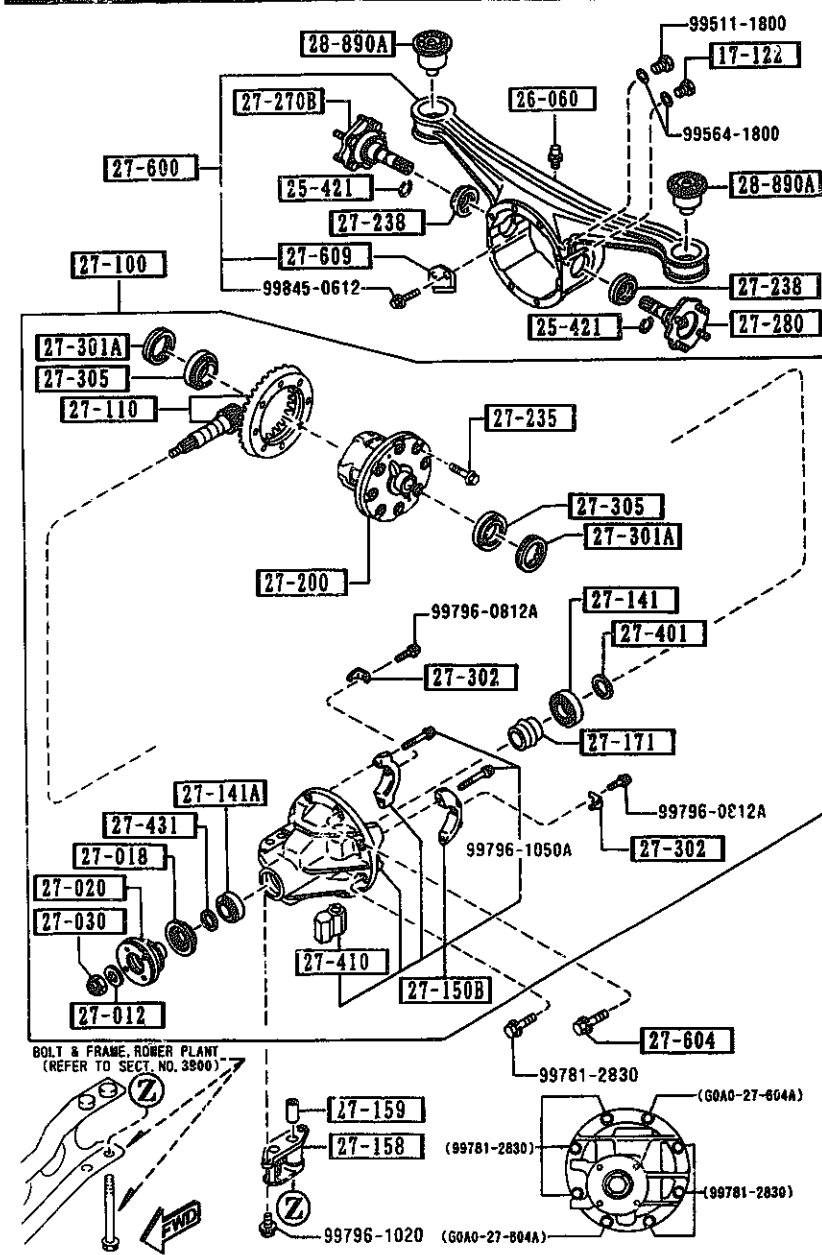 99511-1800
28-890A
17-122
27-270B
26-060
99564-1800
27-600
25-421
28-890A
27-238
27-609
27-100
99845-0612
27-238
25-421
27-280
27-301A
27-305
27-110
27-235
27-305
27-301A
27-200
99796-0812A
27-141
27-401
27-302
27-171
27-141A
99796-0812A
27-431
27-018
99796-1050A
27-302
27-020
27-030
27-410
27-150B
27-012
27-604
BOLT & FRAME, ROWER PLANT
(REFER TO SECT. NO. 3900)
99781-2830
Z
(G0A0-27-604A)
27-159
27-158
(99781-2830)
(99781-2830)
Z
FWD
99796-1020
(G0A0-27-604A)